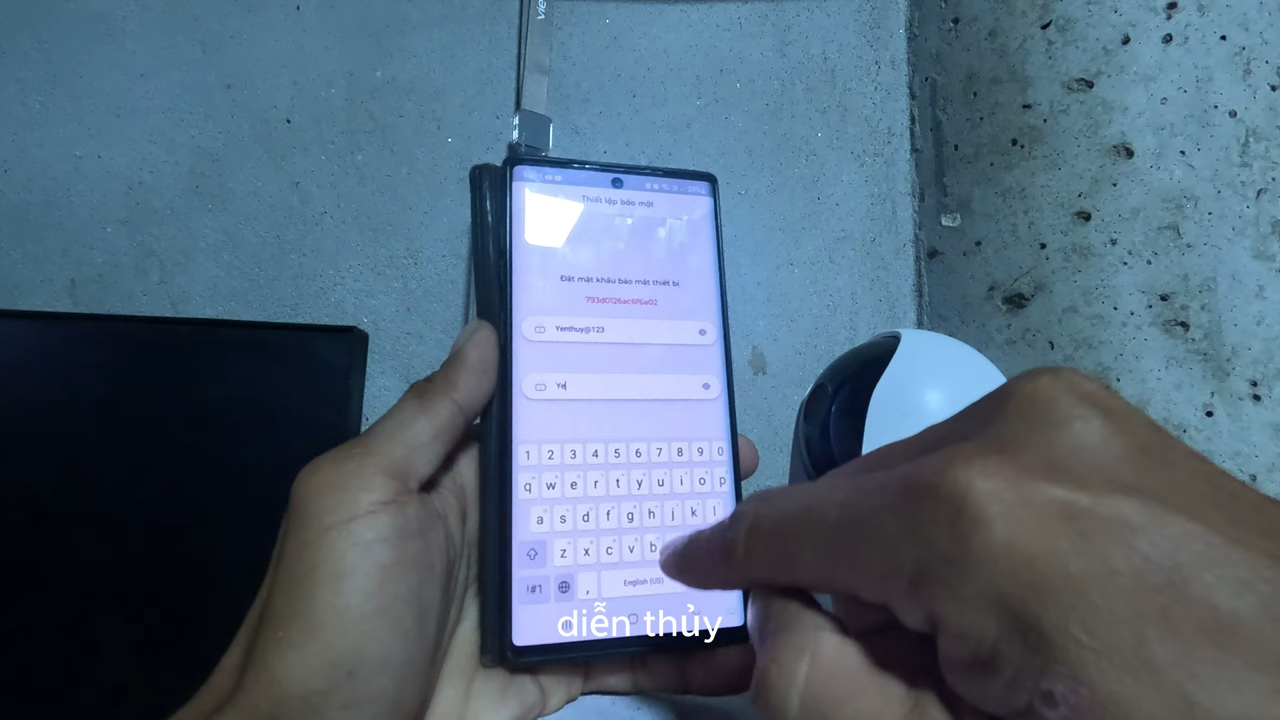 vie
Thiết lập bảo mật
Đặt mật khẩu bảo mật thiết bị
793d0126ac6f6a02
Yenthuy@123
Ye
1 2 3 4 5 6 7 8 9 0
q w e r t y u i o p
a s d f g h j k l
z x c v b
!#1 , English (US)
diễn thủy